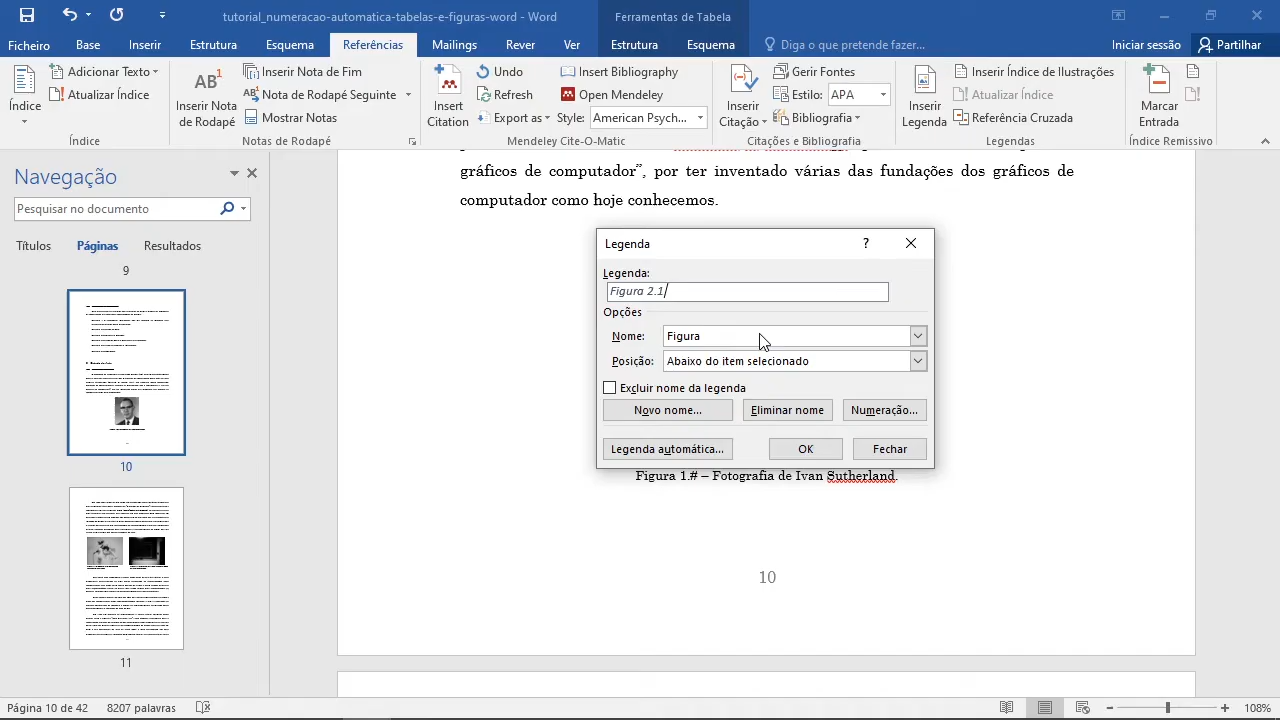 tutorial_numeracao-automatica-tabelas-e-figuras-word - Word
Ferramentas de Tabela
Ficheiro Base Inserir Estrutura Esquema Referências Mailings Rever Ver Estrutura Esquema Diga o que pretende fazer... Iniciar sessão Partilhar
Índice
Adicionar Texto
Atualizar Índice
Índice
AB1
Inserir Nota
de Rodapé
Inserir Nota de Fim
Nota de Rodapé Seguinte
Mostrar Notas
Notas de Rodapé
Insert
Citation
Undo
Refresh
Export as
Insert Bibliography
Open Mendeley
Style: American Psych...
Mendeley Cite-O-Matic
Inserir
Citação
Gerir Fontes
Estilo: APA
Bibliografia
Citações e Bibliografia
Inserir
Legenda
Inserir Índice de Ilustrações
Atualizar Índice
Referência Cruzada
Legendas
Marcar
Entrada
Índice Remissivo
Navegação
Pesquisar no documento
Títulos Páginas Resultados
9
10
11
gráficos de computador”, por ter inventado várias das fundações dos gráficos de
computador como hoje conhecemos.
Legenda
?
Legenda:
Figura 2.1
Opções
Nome: Figura
Posição: Abaixo do item selecionado
Excluir nome da legenda
Novo nome... Eliminar nome Numeração...
Legenda automática... OK Fechar
Figura 1.# – Fotografia de Ivan Sutherland.
10
Página 10 de 42 8207 palavras
108%